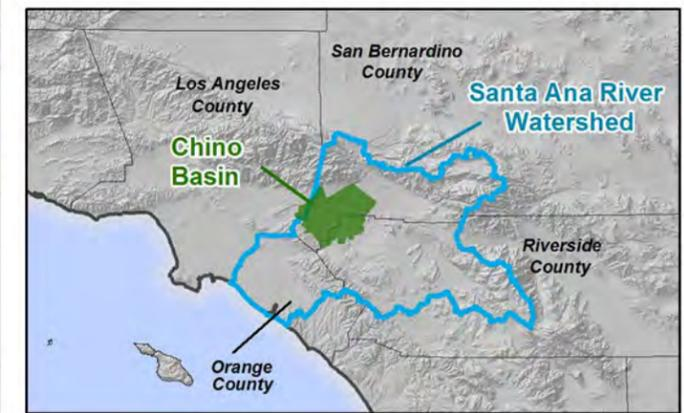 San Bernardino
County
Los Angeles
County
Santa Ana River
Watershed
Chino
Basin
Riverside
County
Orange
County